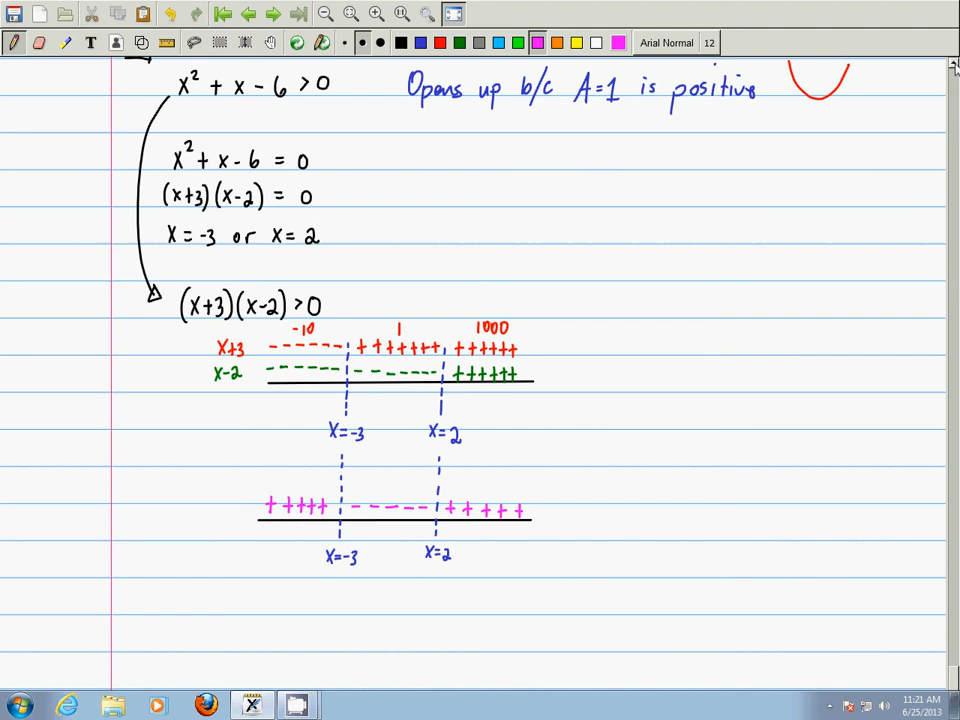 T
Arial Normal 12
x² + x - 6 > 0 Opens up b/c A=1 is positive
x² + x - 6 = 0
(x+3)(x-2) = 0
x = -3 or x = 2
(x+3)(x-2) > 0
-10 1 1000
x+3 ------- +++++++ ++++++
x-2 ------- ------- ++++++
x=-3 x=2
+++++ ------ +++++
x=-3 x=2
11:21 AM
6/25/2013